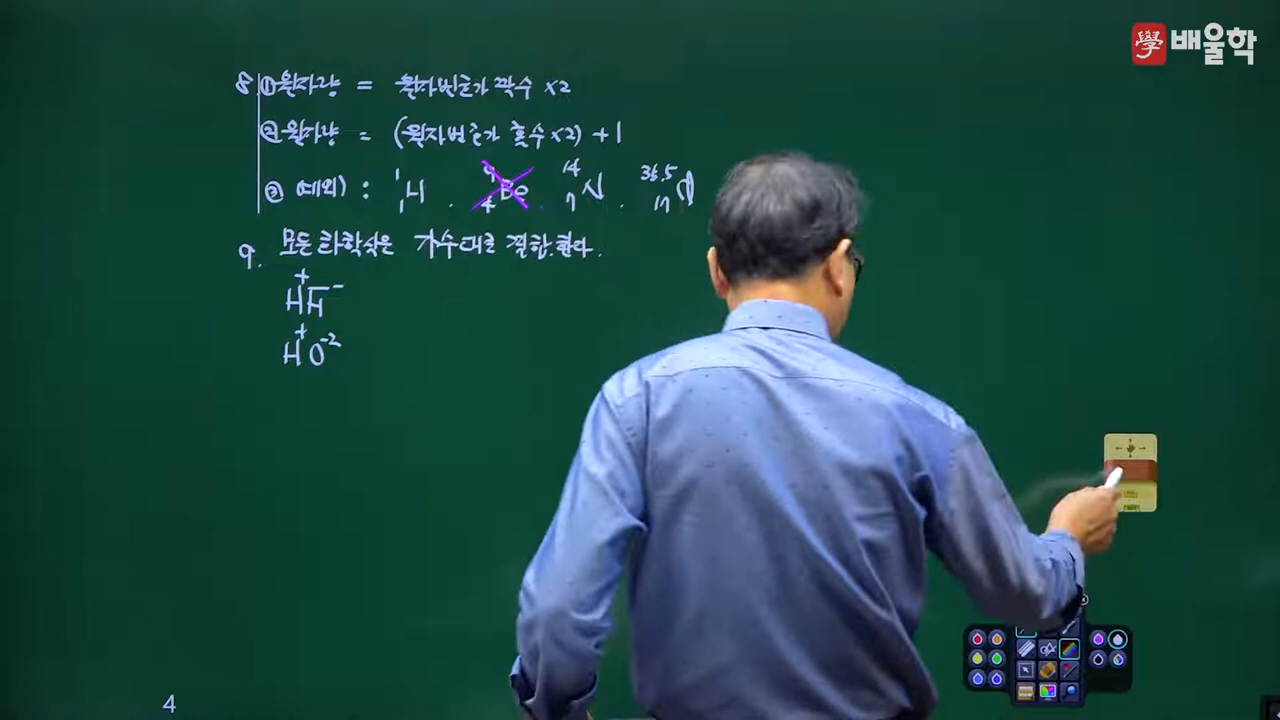 學 배울학
8. ① 원자량 = 원자번호가 짝수 ×2
② 원자량 = (원자번호가 홀수 ×2) + 1
③ 예외) : ¹₁H . ⁹₄Be . ¹⁴₇N . ³⁵·⁵₁₇Cl
9. 모든 화학식은 가수대로 결합.한다.
H⁺H⁻
H⁺O⁻²
4